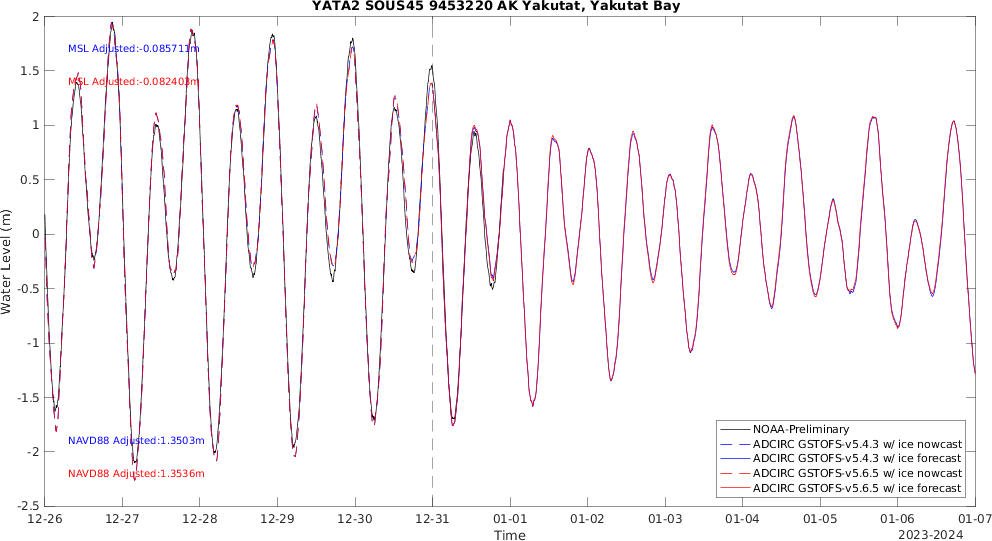 YATA2 SOUS45 9453220 AK Yakutat, Yakutat Bay
2
1.5
1
0.5
0
-0.5
-1
-1.5
-2
-2.5
Water Level (m)
MSL Adjusted:-0.085711m
MSL Adjusted:-0.082403m
NAVD88 Adjusted:1.3503m
NAVD88 Adjusted:1.3536m
NOAA-Preliminary
ADCIRC GSTOFS-v5.4.3 w/ ice nowcast
ADCIRC GSTOFS-v5.4.3 w/ ice forecast
ADCIRC GSTOFS-v5.6.5 w/ ice nowcast
ADCIRC GSTOFS-v5.6.5 w/ ice forecast
12-26 12-27 12-28 12-29 12-30 12-31 01-01 01-02 01-03 01-04 01-05 01-06 01-07
Time
2023-2024